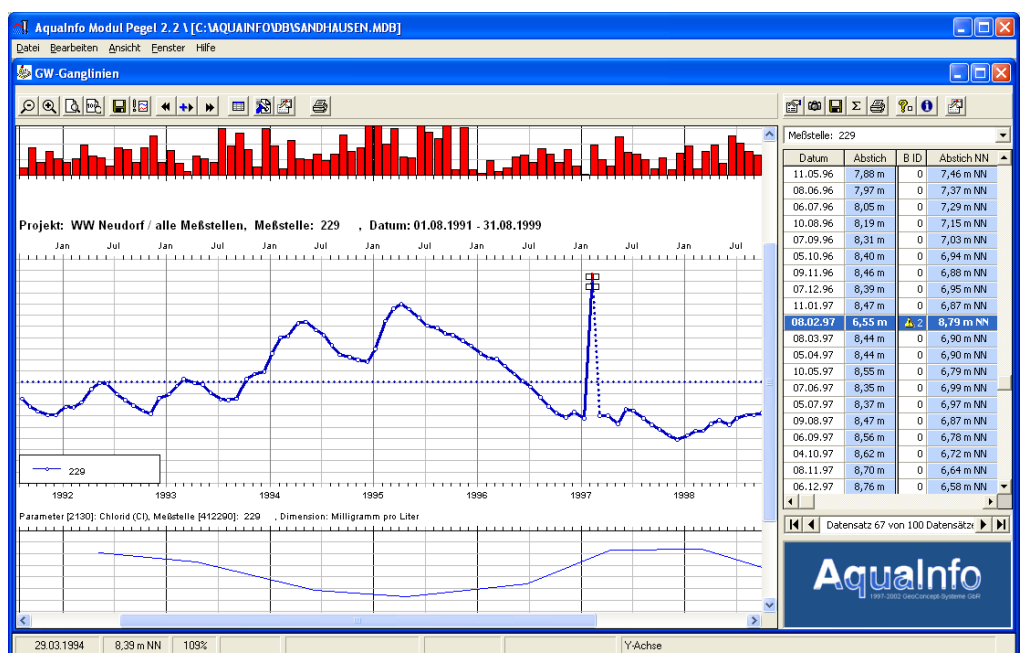 AquaInfo Modul Pegel 2.2 \ [C:\AQUAINFO\DB\SANDHAUSEN.MDB]
Datei Bearbeiten Ansicht Fenster Hilfe
GW-Ganglinien
Projekt: WW Neudorf / alle Meßstellen, Meßstelle: 229 , Datum: 01.08.1991 - 31.08.1999
Jan Jul Jan Jul Jan Jul Jan Jul Jan Jul Jan Jul Jan Jul
229
1992 1993 1994 1995 1996 1997 1998
Parameter [2130]: Chlorid (Cl), Meßstelle [412290]: 229 , Dimension: Milligramm pro Liter
Meßstelle: 229
Datum Abstich B ID Abstich NN
11.05.96 7,88 m 0 7,46 m NN
08.06.96 7,97 m 0 7,37 m NN
06.07.96 8,05 m 0 7,29 m NN
10.08.96 8,19 m 0 7,15 m NN
07.09.96 8,31 m 0 7,03 m NN
05.10.96 8,40 m 0 6,94 m NN
09.11.96 8,46 m 0 6,88 m NN
07.12.96 8,39 m 0 6,95 m NN
11.01.97 8,47 m 0 6,87 m NN
08.02.97 6,55 m 2 8,79 m NN
08.03.97 8,44 m 0 6,90 m NN
05.04.97 8,44 m 0 6,90 m NN
10.05.97 8,55 m 0 6,79 m NN
07.06.97 8,35 m 0 6,99 m NN
05.07.97 8,37 m 0 6,97 m NN
09.08.97 8,47 m 0 6,87 m NN
06.09.97 8,56 m 0 6,78 m NN
04.10.97 8,62 m 0 6,72 m NN
08.11.97 8,70 m 0 6,64 m NN
06.12.97 8,76 m 0 6,58 m NN
Datensatz 67 von 100 Datensätze
AquaInfo
1997-2002 GeoConcept-Systeme GbR
29.03.1994 8,39 m NN 109% Y-Achse